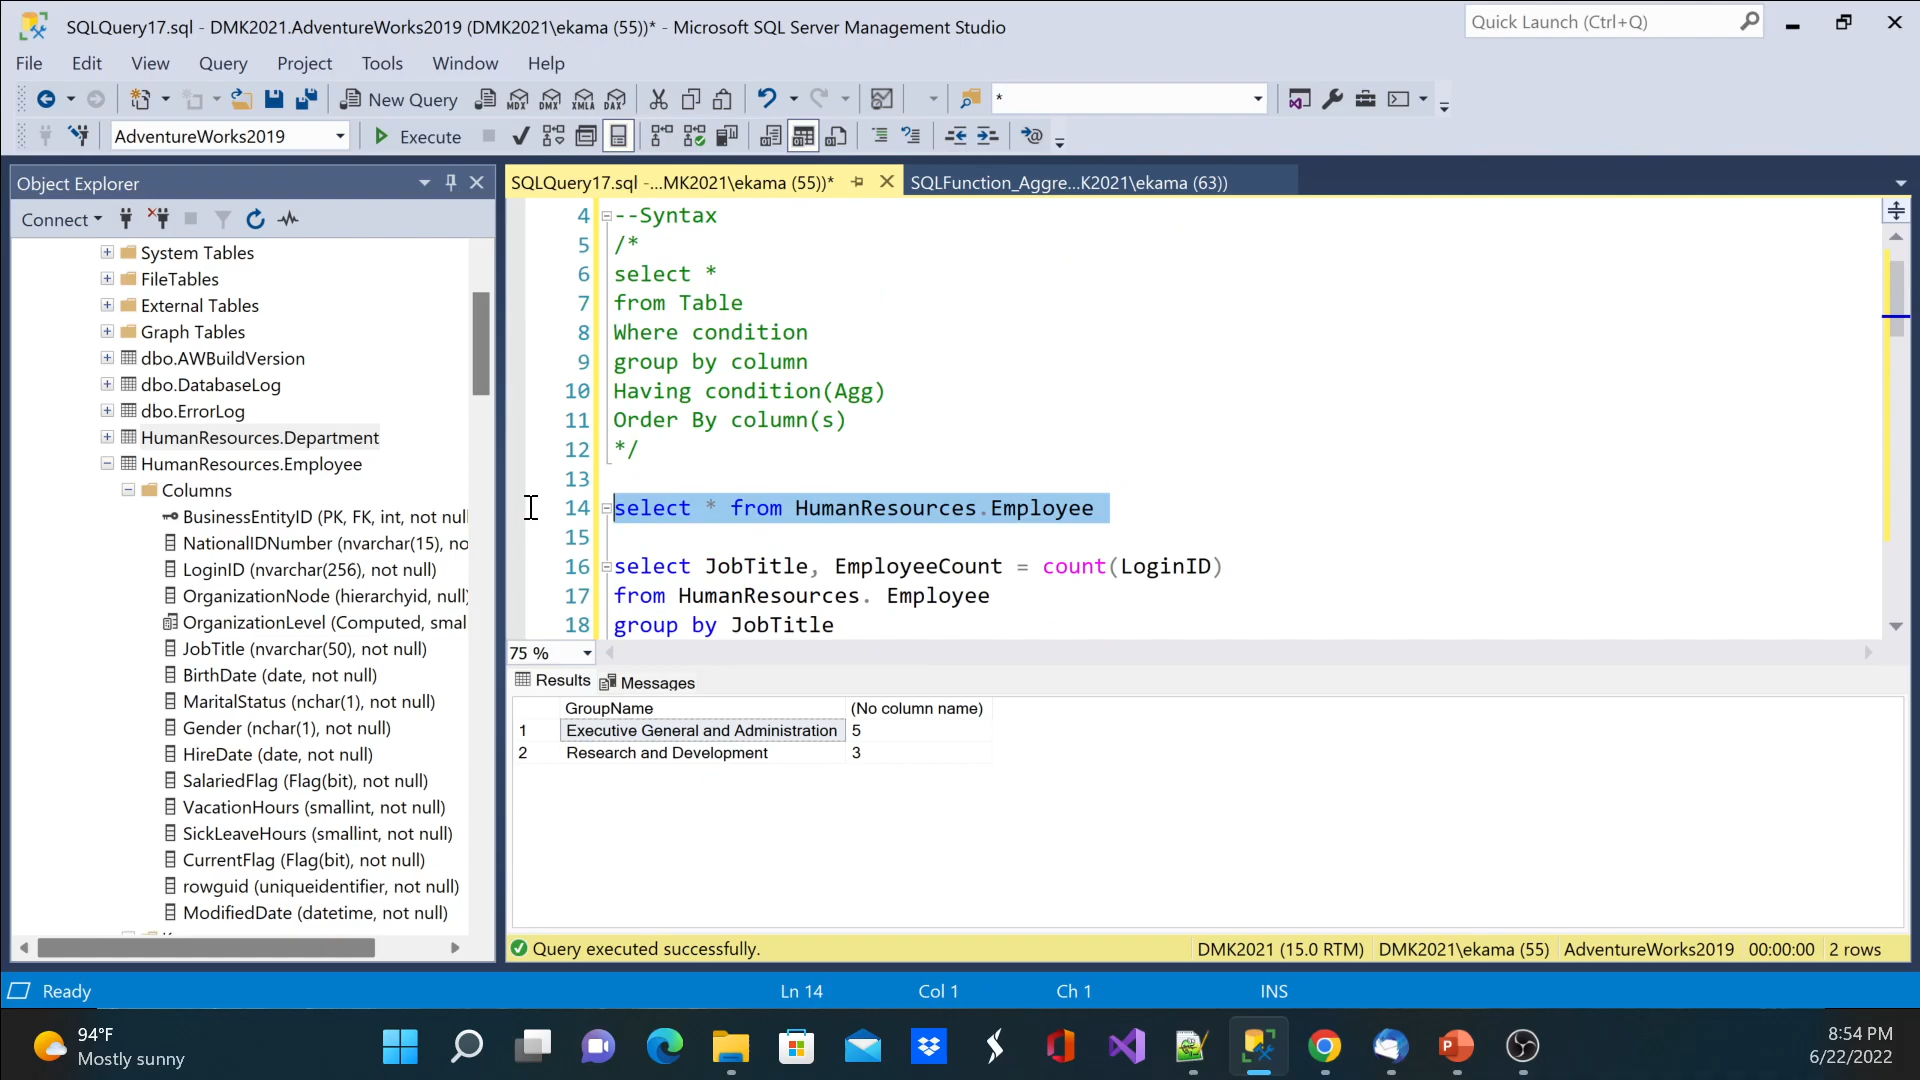 SQLQuery17.sql - DMK2021.AdventureWorks2019 (DMK2021\ekama (55))* - Microsoft SQL Server Management Studio
Quick Launch (Ctrl+Q)
File Edit View Query Project Tools Window Help
New Query MDX DMX XMLA DAX *
AdventureWorks2019 Execute
Object Explorer
SQLQuery17.sql -...MK2021\ekama (55))* SQLFunction_Aggre...K2021\ekama (63))
Connect
System Tables
FileTables
External Tables
Graph Tables
dbo.AWBuildVersion
dbo.DatabaseLog
dbo.ErrorLog
HumanResources.Department
HumanResources.Employee
Columns
BusinessEntityID (PK, FK, int, not null
NationalIDNumber (nvarchar(15), no
LoginID (nvarchar(256), not null)
OrganizationNode (hierarchyid, null)
OrganizationLevel (Computed, smal
JobTitle (nvarchar(50), not null)
BirthDate (date, not null)
MaritalStatus (nchar(1), not null)
Gender (nchar(1), not null)
HireDate (date, not null)
SalariedFlag (Flag(bit), not null)
VacationHours (smallint, not null)
SickLeaveHours (smallint, not null)
CurrentFlag (Flag(bit), not null)
rowguid (uniqueidentifier, not null)
ModifiedDate (datetime, not null)
4 --Syntax
5 /*
6 select *
7 from Table
8 Where condition
9 group by column
10 Having condition(Agg)
11 Order By column(s)
12 */
13
14 select * from HumanResources.Employee
15
16 select JobTitle, EmployeeCount = count(LoginID)
17 from HumanResources. Employee
18 group by JobTitle
75 %
Results Messages
GroupName (No column name)
1 Executive General and Administration 5
2 Research and Development 3
Query executed successfully. DMK2021 (15.0 RTM) DMK2021\ekama (55) AdventureWorks2019 00:00:00 2 rows
Ready Ln 14 Col 1 Ch 1 INS
94°F
Mostly sunny
8:54 PM
6/22/2022